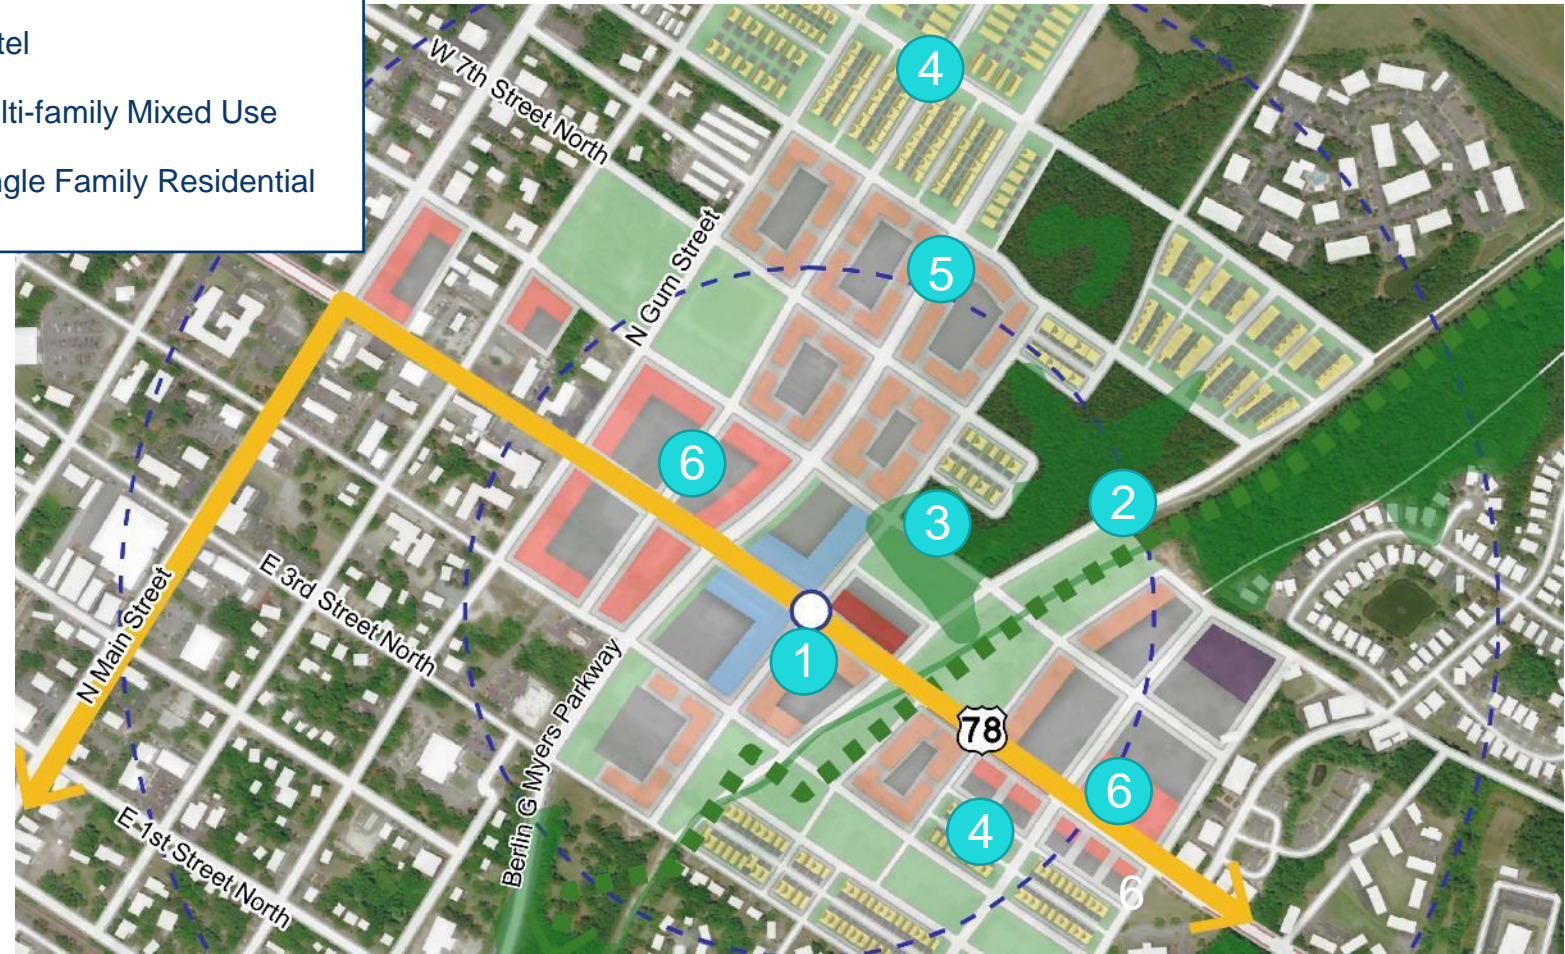 tel
lti-family Mixed Use
ngle Family Residential
W 7th Street North
4
N Gum Street
5
6
3
2
E 3rd Street North
N Main Street
1
Berlin G Myers Parkway
78
6
4
E 1st Street North
6